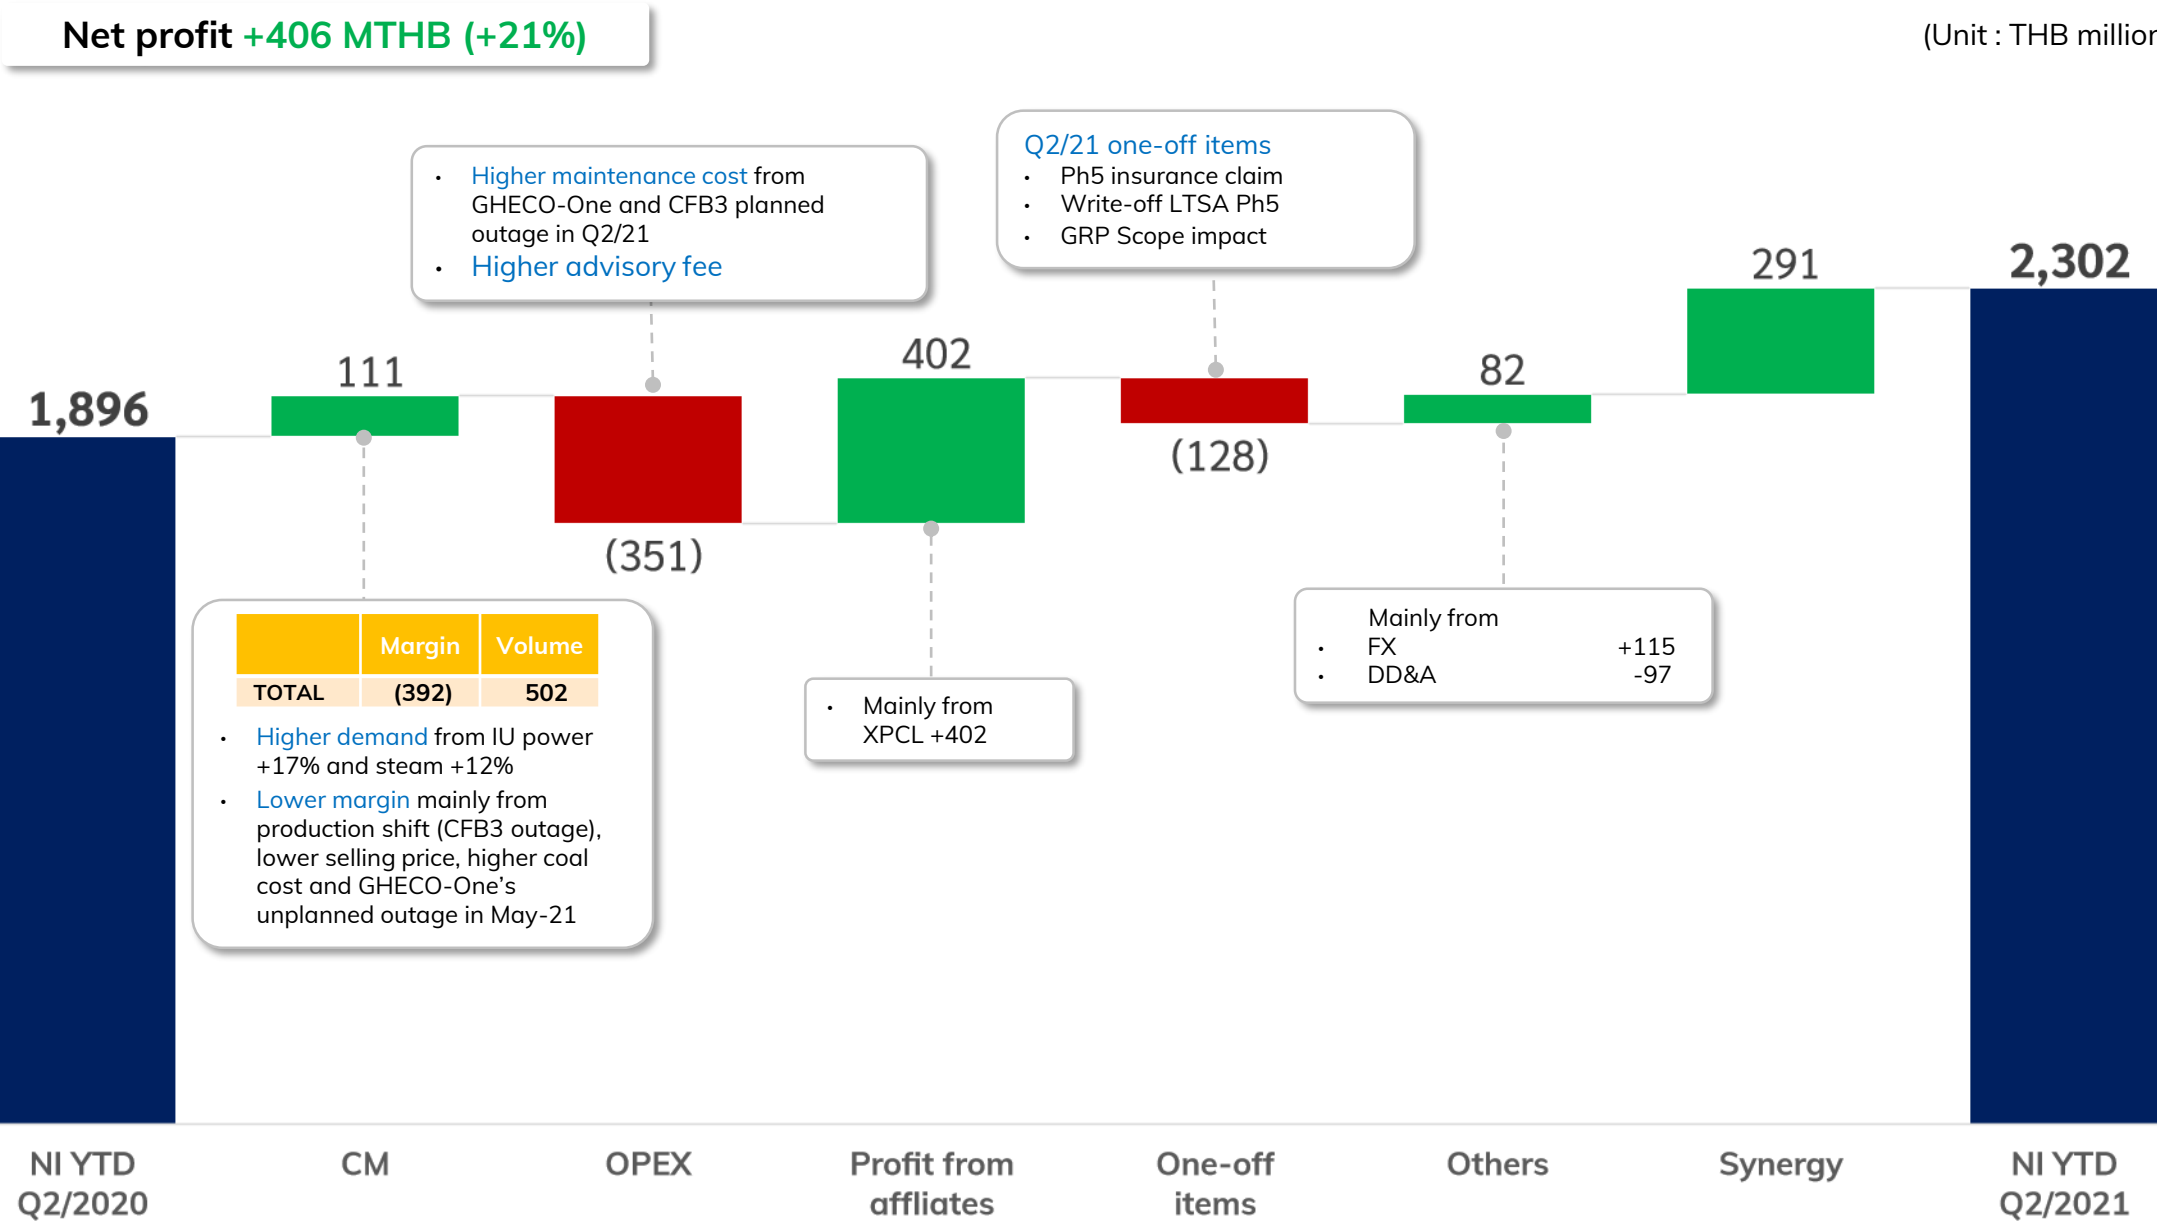 Net profit +406 MTHB (+21%)
(Unit : THB million
Q2/21 one-off items
• Ph5 insurance claim
• Write-off LTSA Ph5
• GRP Scope impact
• Higher maintenance cost from
GHECO-One and CFB3 planned
outage in Q2/21
• Higher advisory fee
1,896
111
(351)
402
(128)
82
291
2,302
Margin Volume
TOTAL (392) 502
• Higher demand from IU power
+17% and steam +12%
• Lower margin mainly from
production shift (CFB3 outage),
lower selling price, higher coal
cost and GHECO-One’s
unplanned outage in May-21
• Mainly from
XPCL +402
Mainly from
• FX +115
• DD&A -97
NI YTD
Q2/2020
CM
OPEX
Profit from
affliates
One-off
items
Others
Synergy
NI YTD
Q2/2021